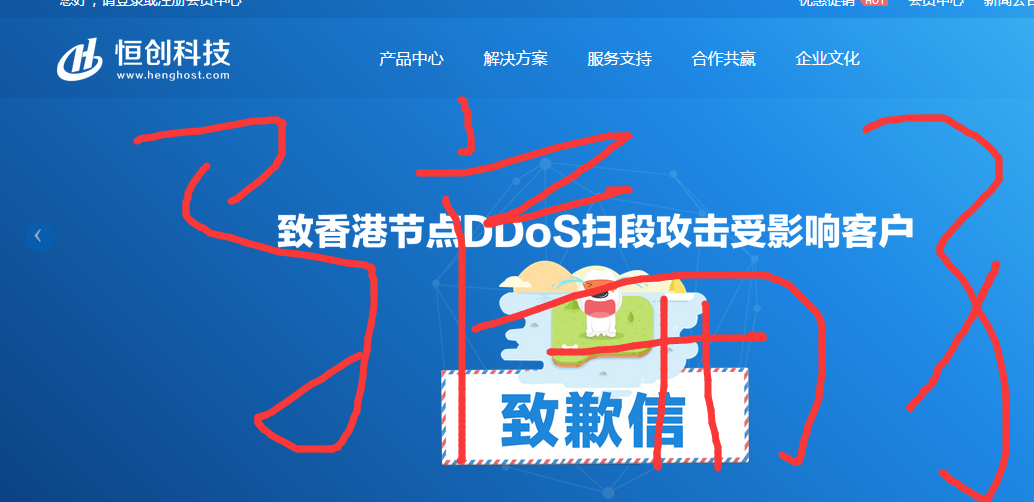 您好，请登录或注册会员中心 优惠促销 HOT 会员中心 新闻公告
恒创科技
www.henghost.com
产品中心 解决方案 服务支持 合作共赢 企业文化
致香港节点DDoS扫段攻击受影响客户
致歉信